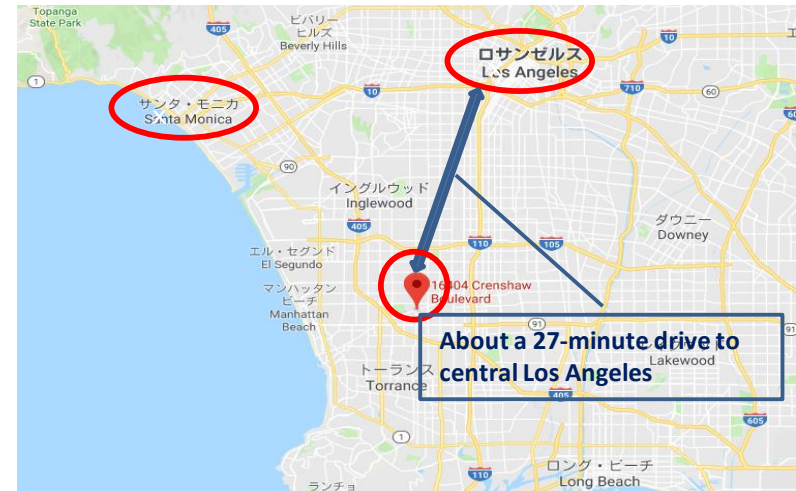 Topanga
State Park
405
ビバリー
ヒルズ
Beverly Hills
10
ロサンゼルス
Los Angeles
1
サンタ・モニカ
Santa Monica
10
710
60
90
イングルウッド
Inglewood
405
ダウニー
Downey
110
105
エル・セグンド
El Segundo
マンハッタン
ビーチ
Manhattan
Beach
16404 Crenshaw
Boulevard
91
91
About a 27-minute drive to
central Los Angeles
Lakewood
トーランス
Torrance
405
605
1
110
ロング・ビーチ
Long Beach
ランチョ